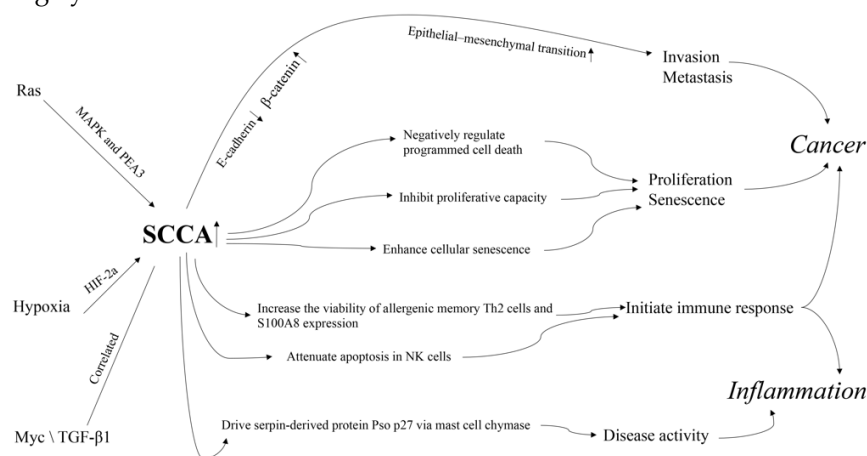 Epithelial–mesenchymal transition↑
Invasion
Metastasis
E-cadherin↓ β-catenin↑
Ras
MAPK and PEA3
Negatively regulate
programmed cell death
Cancer
Inhibit proliferative capacity
Proliferation
Senescence
SCCA↑
Enhance cellular senescence
HIF-2a
Hypoxia
Increase the viability of allergenic memory Th2 cells and
S100A8 expression
Initiate immune response
Attenuate apoptosis in NK cells
Correlated
Inflammation
Drive serpin-derived protein Pso p27 via mast cell chymase
Disease activity
Myc \ TGF-β1